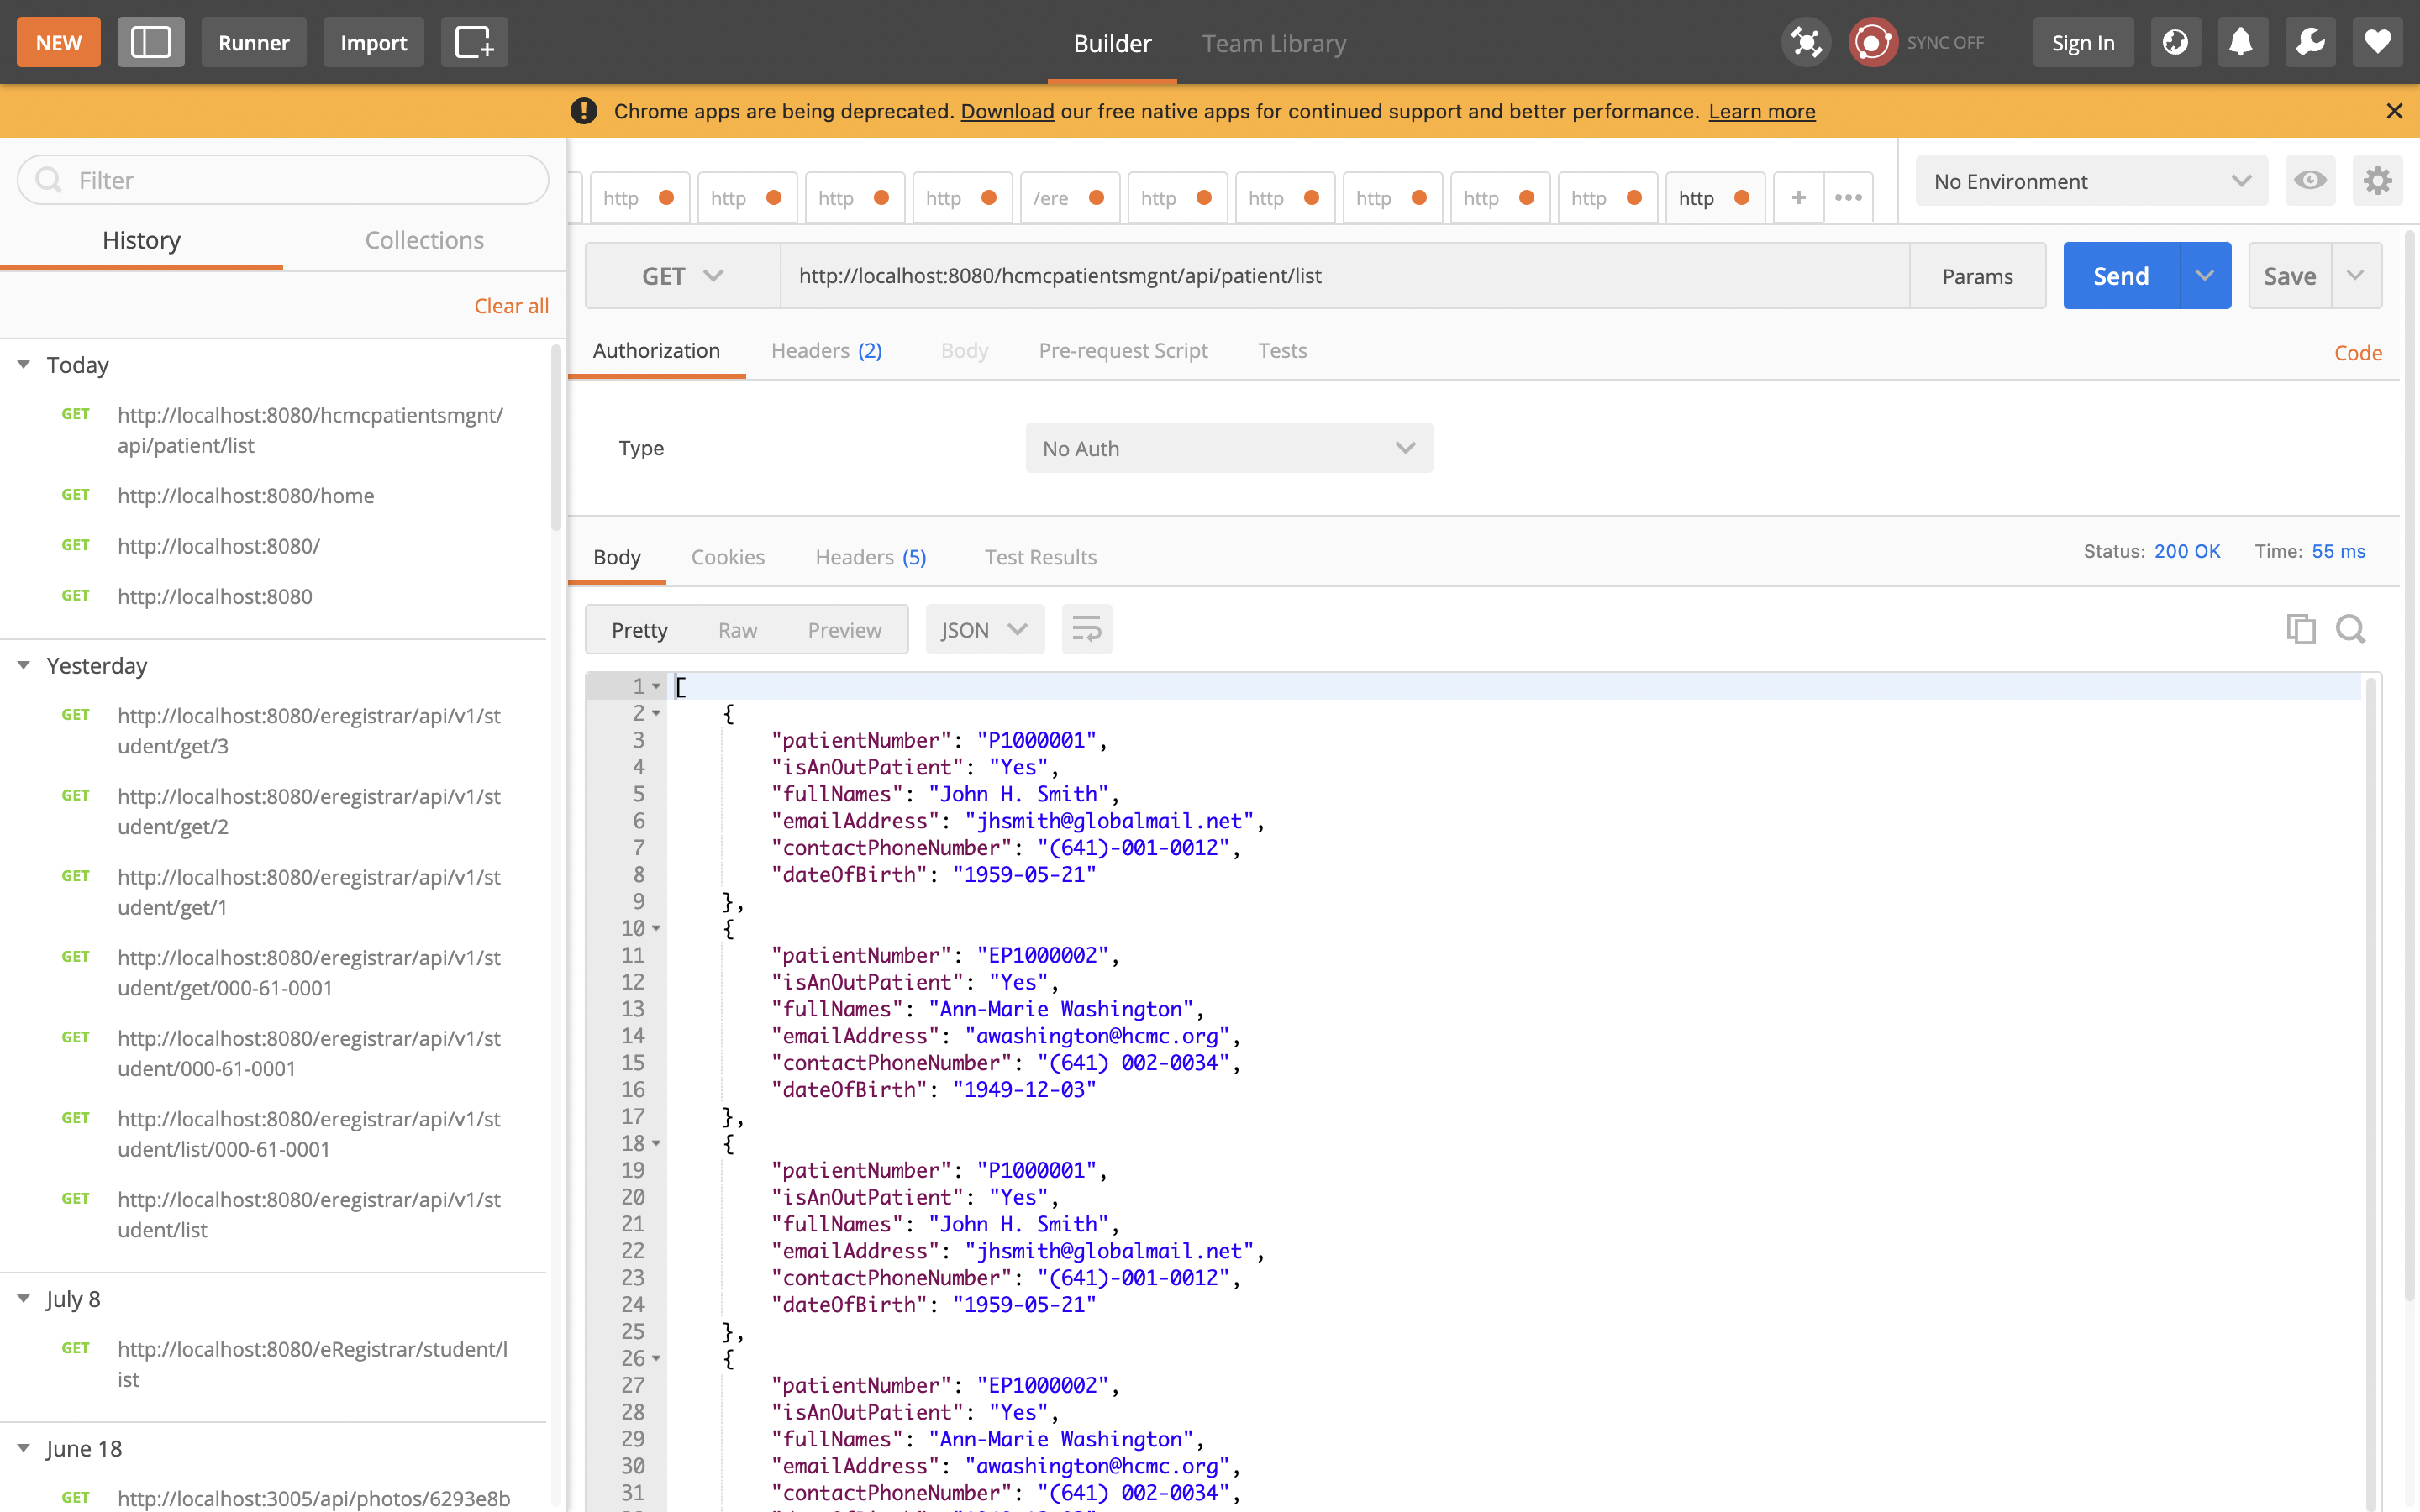 NEW
Runner
Import
Builder
Team Library
SYNC OFF
Sign In
Chrome apps are being deprecated. Download our free native apps for continued support and better performance. Learn more
Filter
History
Collections
Clear all
Today
GET http://localhost:8080/hcmcpatientsmgnt/
api/patient/list
GET http://localhost:8080/home
GET http://localhost:8080/
GET http://localhost:8080
Yesterday
GET http://localhost:8080/eregistrar/api/v1/st
udent/get/3
GET http://localhost:8080/eregistrar/api/v1/st
udent/get/2
GET http://localhost:8080/eregistrar/api/v1/st
udent/get/1
GET http://localhost:8080/eregistrar/api/v1/st
udent/get/000-61-0001
GET http://localhost:8080/eregistrar/api/v1/st
udent/000-61-0001
GET http://localhost:8080/eregistrar/api/v1/st
udent/list/000-61-0001
GET http://localhost:8080/eregistrar/api/v1/st
udent/list
July 8
GET http://localhost:8080/eRegistrar/student/l
ist
June 18
GET http://localhost:3005/api/photos/6293e8b
http http http http /ere http http http http http http + •••
No Environment
GET http://localhost:8080/hcmcpatientsmgnt/api/patient/list Params Send Save
Authorization Headers (2) Body Pre-request Script Tests Code
Type No Auth
Body Cookies Headers (5) Test Results Status: 200 OK Time: 55 ms
Pretty Raw Preview JSON
1 [
2 {
3 "patientNumber": "P1000001",
4 "isAnOutPatient": "Yes",
5 "fullNames": "John H. Smith",
6 "emailAddress": "jhsmith@globalmail.net",
7 "contactPhoneNumber": "(641)-001-0012",
8 "dateOfBirth": "1959-05-21"
9 },
10 {
11 "patientNumber": "EP1000002",
12 "isAnOutPatient": "Yes",
13 "fullNames": "Ann-Marie Washington",
14 "emailAddress": "awashington@hcmc.org",
15 "contactPhoneNumber": "(641) 002-0034",
16 "dateOfBirth": "1949-12-03"
17 },
18 {
19 "patientNumber": "P1000001",
20 "isAnOutPatient": "Yes",
21 "fullNames": "John H. Smith",
22 "emailAddress": "jhsmith@globalmail.net",
23 "contactPhoneNumber": "(641)-001-0012",
24 "dateOfBirth": "1959-05-21"
25 },
26 {
27 "patientNumber": "EP1000002",
28 "isAnOutPatient": "Yes",
29 "fullNames": "Ann-Marie Washington",
30 "emailAddress": "awashington@hcmc.org",
31 "contactPhoneNumber": "(641) 002-0034",